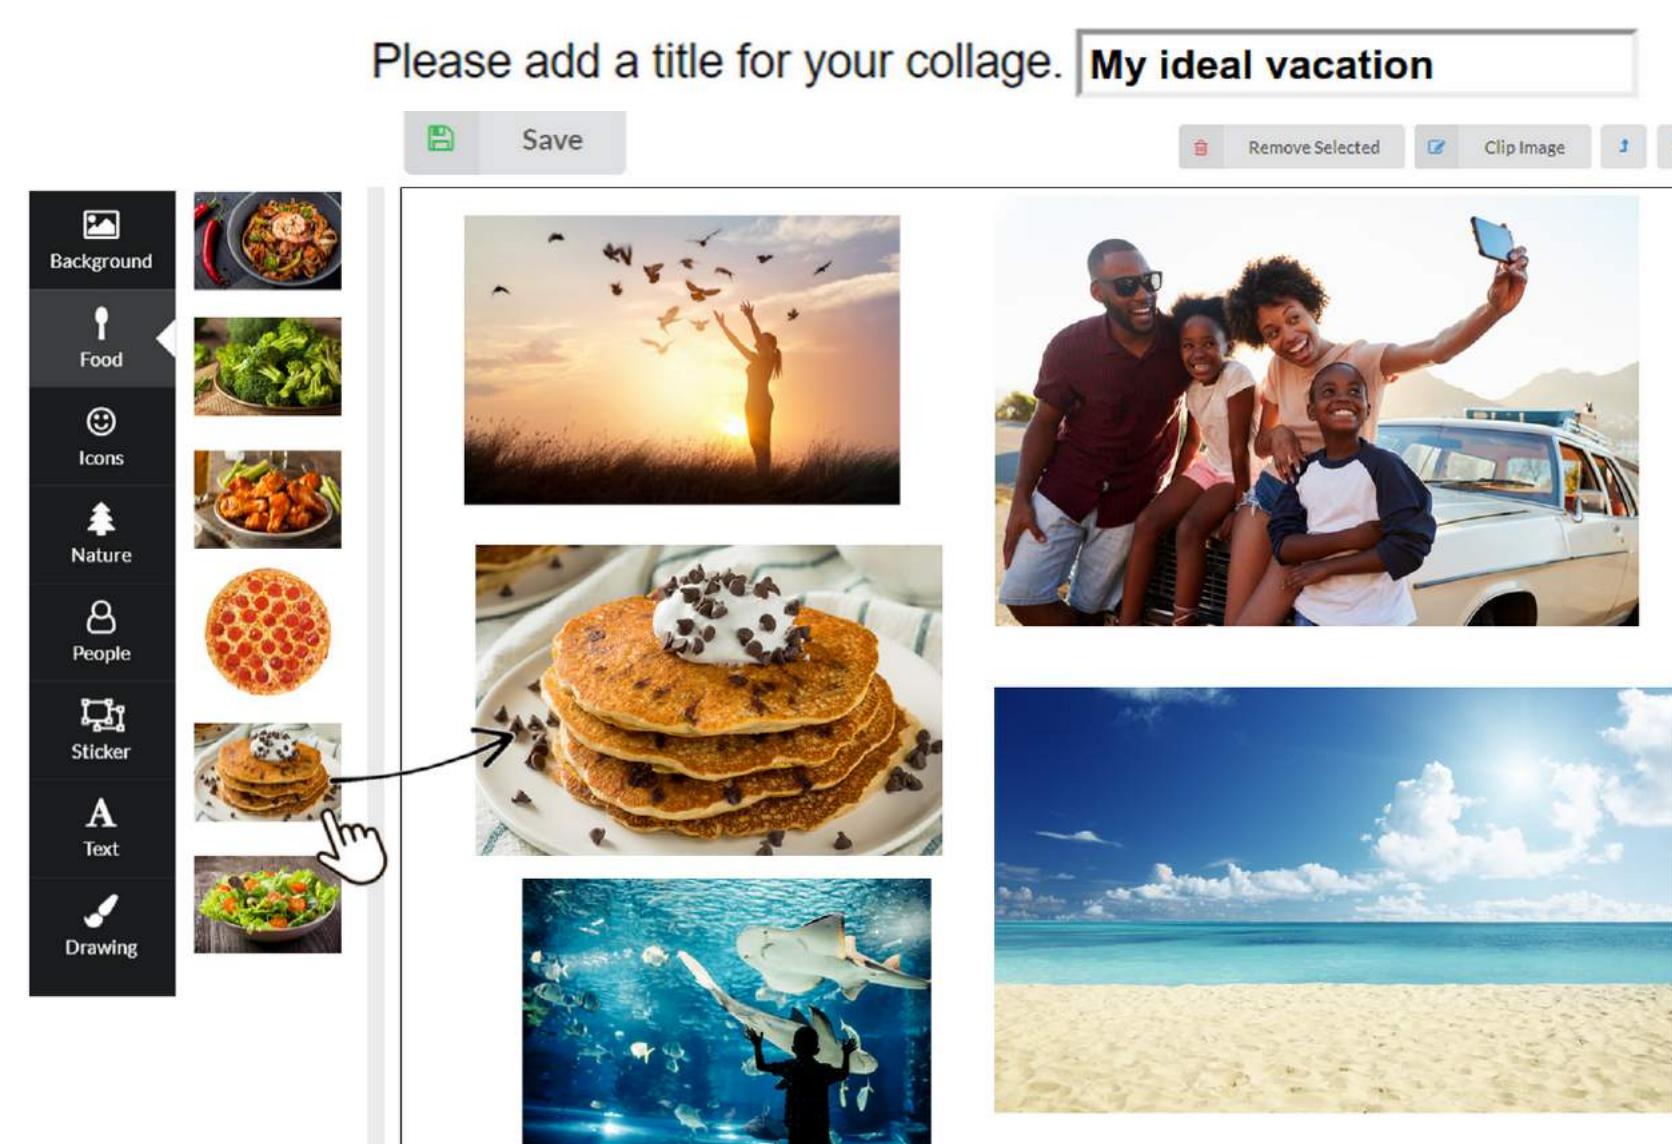 Please add a title for your collage. My ideal vacation
Save
Remove Selected
Clip Image
Background
Food
Icons
Nature
People
Sticker
Text
Drawing